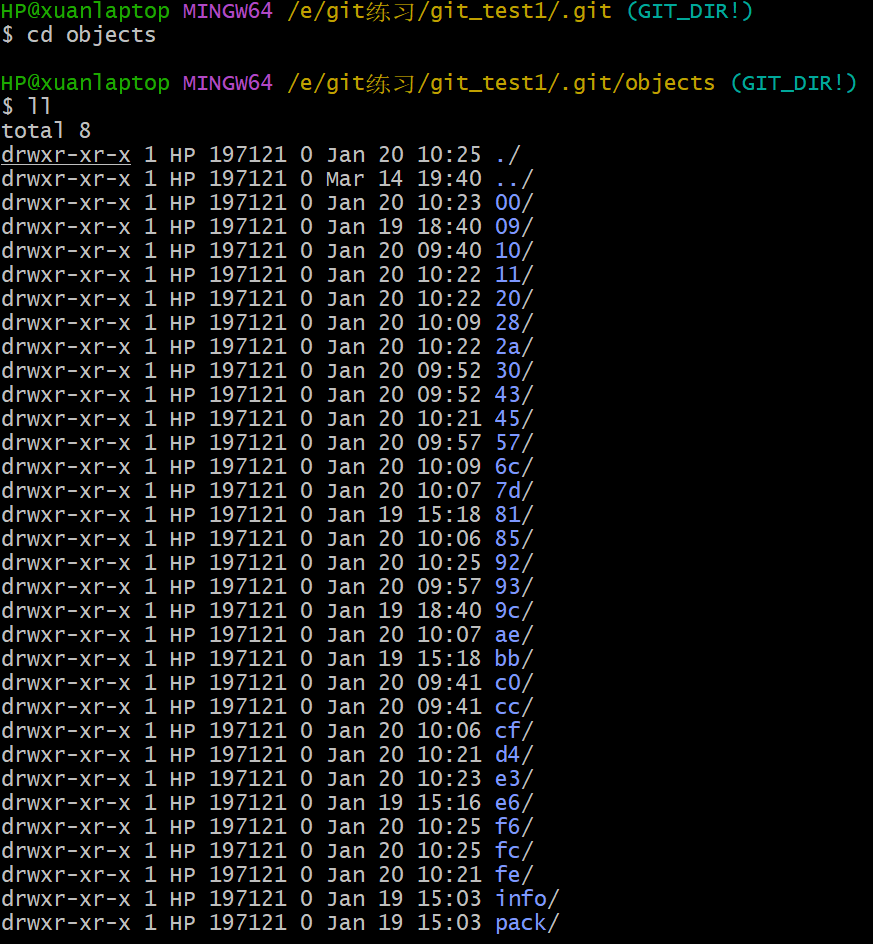 HP@xuanlaptop MINGW64 /e/git练习/git_test1/.git (GIT_DIR!)
$ cd objects
HP@xuanlaptop MINGW64 /e/git练习/git_test1/.git/objects (GIT_DIR!)
$ ll
total 8
drwxr-xr-x 1 HP 197121 0 Jan 20 10:25 ./
drwxr-xr-x 1 HP 197121 0 Mar 14 19:40 ../
drwxr-xr-x 1 HP 197121 0 Jan 20 10:23 00/
drwxr-xr-x 1 HP 197121 0 Jan 19 18:40 09/
drwxr-xr-x 1 HP 197121 0 Jan 20 09:40 10/
drwxr-xr-x 1 HP 197121 0 Jan 20 10:22 11/
drwxr-xr-x 1 HP 197121 0 Jan 20 10:22 20/
drwxr-xr-x 1 HP 197121 0 Jan 20 10:09 28/
drwxr-xr-x 1 HP 197121 0 Jan 20 10:22 2a/
drwxr-xr-x 1 HP 197121 0 Jan 20 09:52 30/
drwxr-xr-x 1 HP 197121 0 Jan 20 09:52 43/
drwxr-xr-x 1 HP 197121 0 Jan 20 10:21 45/
drwxr-xr-x 1 HP 197121 0 Jan 20 09:57 57/
drwxr-xr-x 1 HP 197121 0 Jan 20 10:09 6c/
drwxr-xr-x 1 HP 197121 0 Jan 20 10:07 7d/
drwxr-xr-x 1 HP 197121 0 Jan 19 15:18 81/
drwxr-xr-x 1 HP 197121 0 Jan 20 10:06 85/
drwxr-xr-x 1 HP 197121 0 Jan 20 10:25 92/
drwxr-xr-x 1 HP 197121 0 Jan 20 09:57 93/
drwxr-xr-x 1 HP 197121 0 Jan 19 18:40 9c/
drwxr-xr-x 1 HP 197121 0 Jan 20 10:07 ae/
drwxr-xr-x 1 HP 197121 0 Jan 19 15:18 bb/
drwxr-xr-x 1 HP 197121 0 Jan 20 09:41 c0/
drwxr-xr-x 1 HP 197121 0 Jan 20 09:41 cc/
drwxr-xr-x 1 HP 197121 0 Jan 20 10:06 cf/
drwxr-xr-x 1 HP 197121 0 Jan 20 10:21 d4/
drwxr-xr-x 1 HP 197121 0 Jan 20 10:23 e3/
drwxr-xr-x 1 HP 197121 0 Jan 19 15:16 e6/
drwxr-xr-x 1 HP 197121 0 Jan 20 10:25 f6/
drwxr-xr-x 1 HP 197121 0 Jan 20 10:25 fc/
drwxr-xr-x 1 HP 197121 0 Jan 20 10:21 fe/
drwxr-xr-x 1 HP 197121 0 Jan 19 15:03 info/
drwxr-xr-x 1 HP 197121 0 Jan 19 15:03 pack/